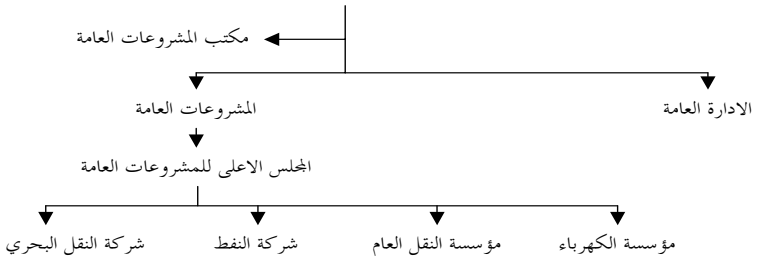 مكتب المشروعات العامة
الادارة العامة
المشروعات العامة
المجلس الاعلى للمشروعات العامة
مؤسسة الكهرباء
مؤسسة النقل العام
شركة النفط
شركة النقل البحري